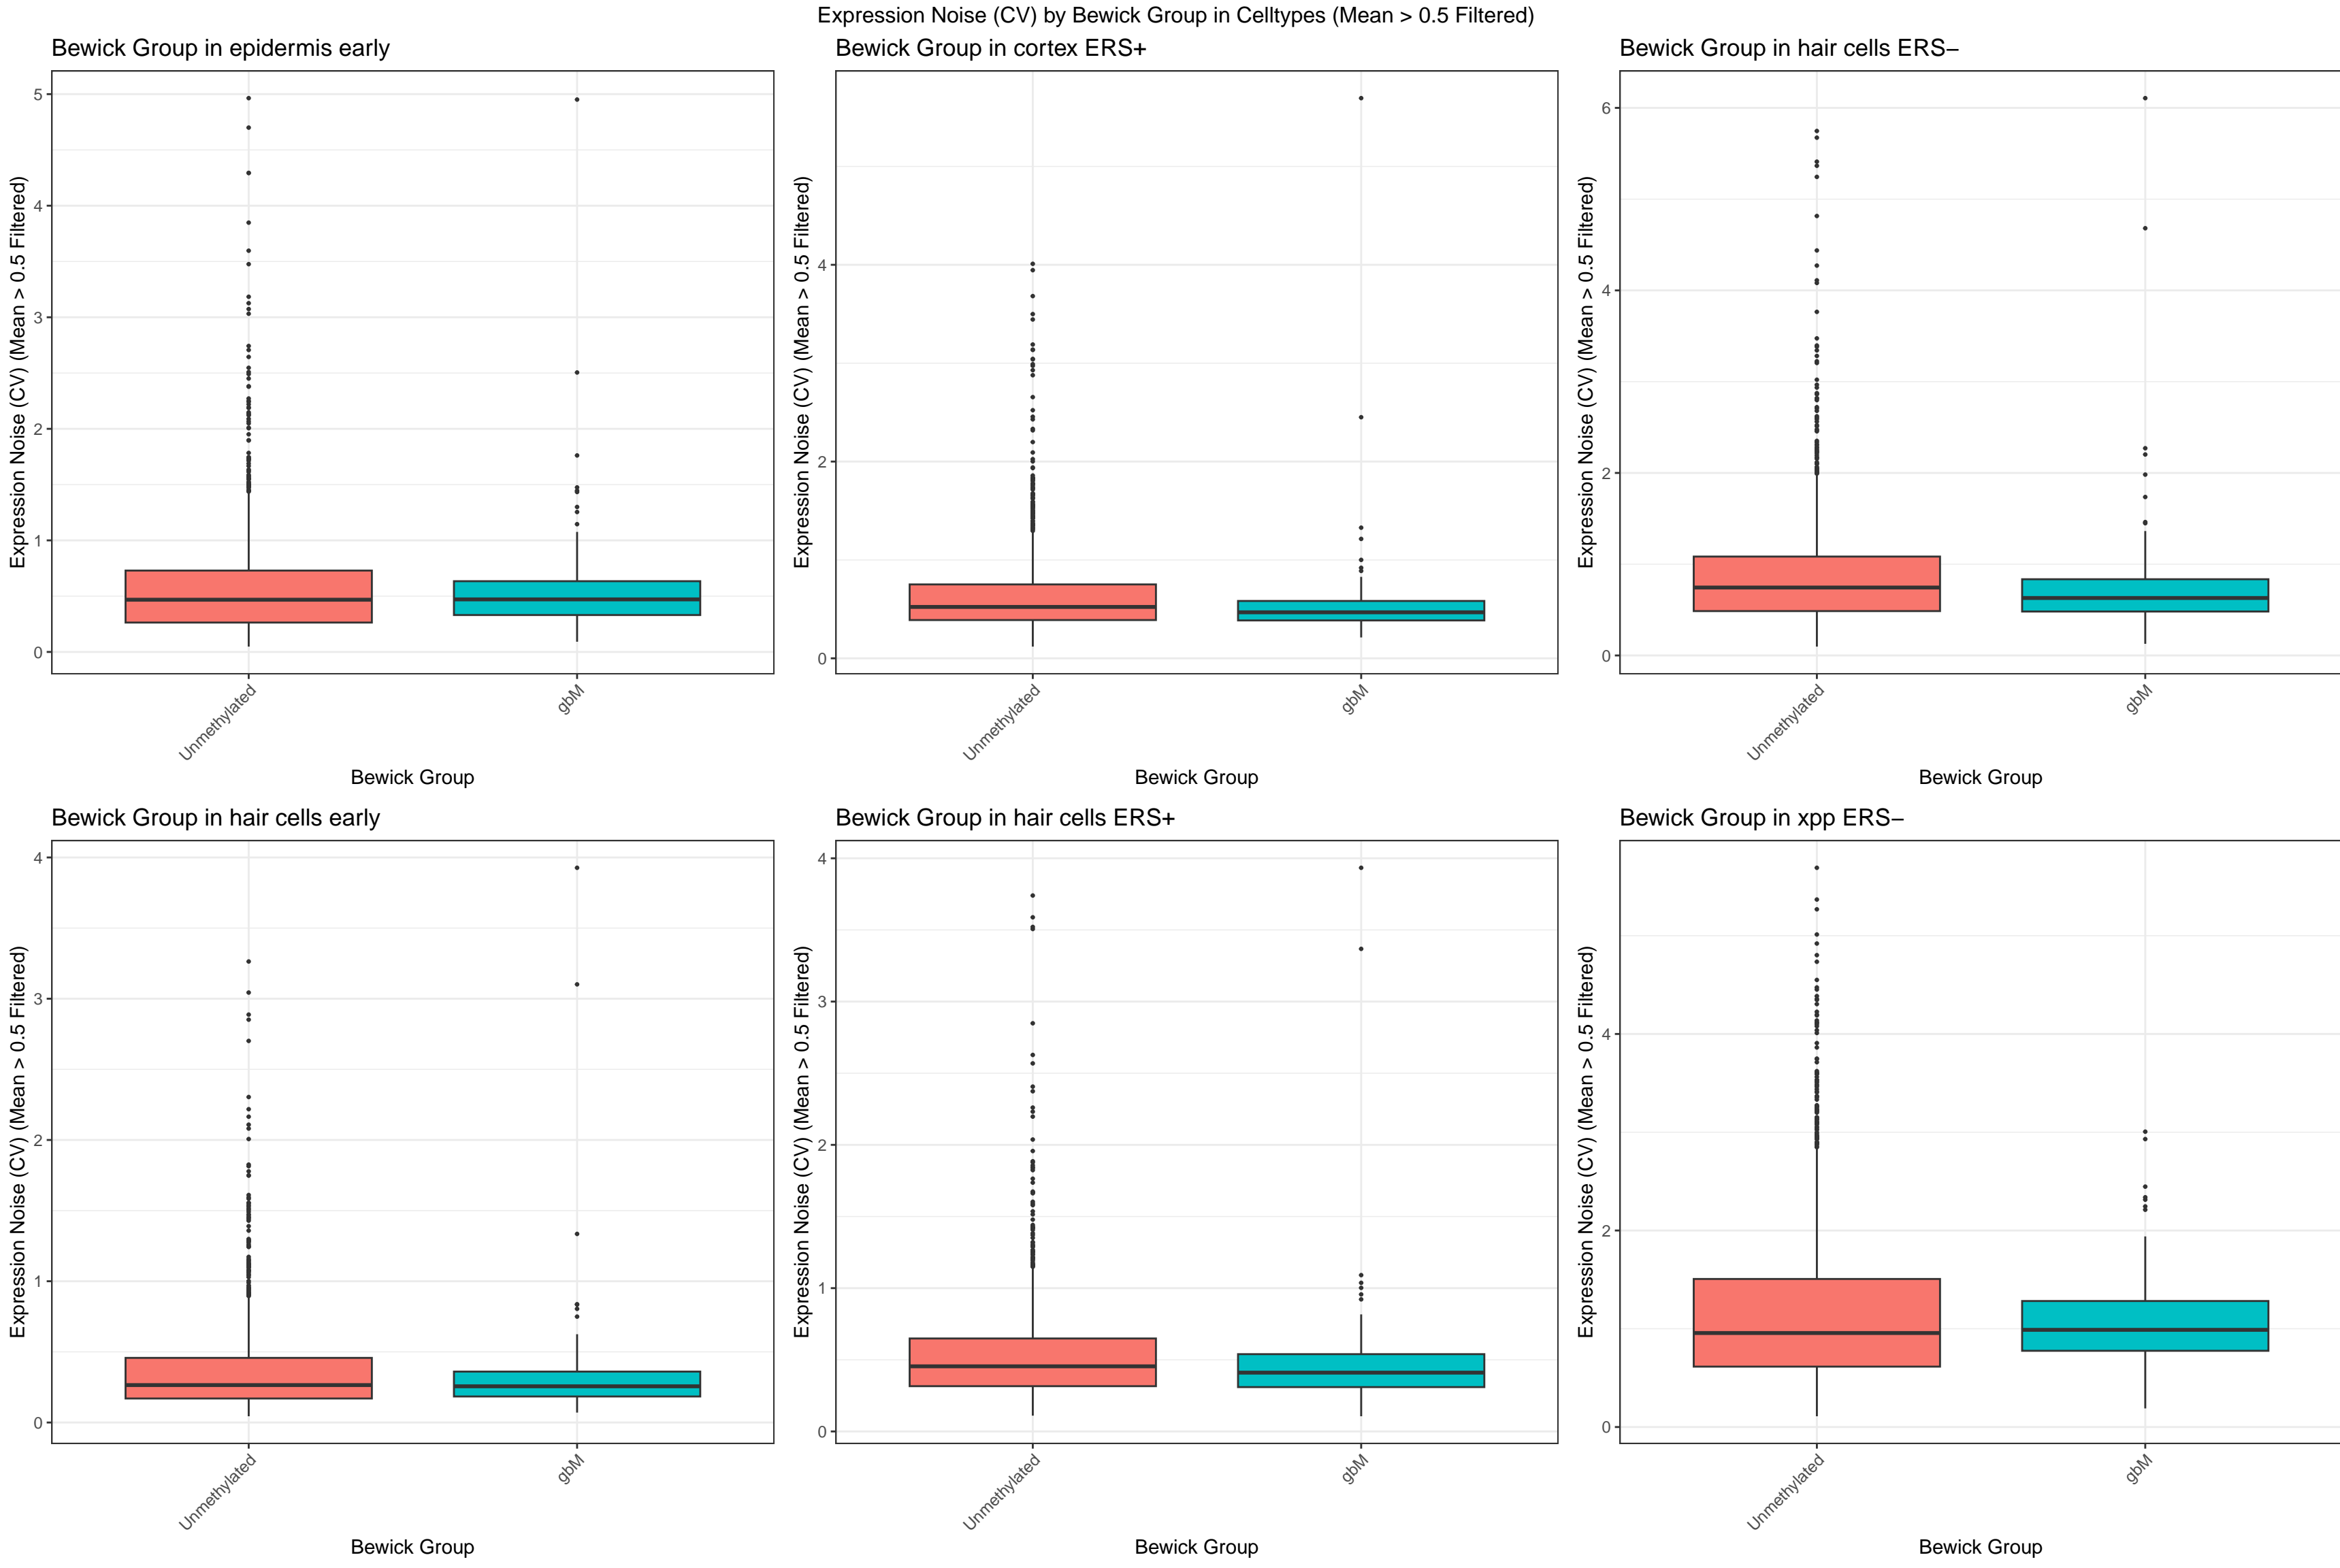 Expression Noise (CV) by Bewick Group in Celltypes (Mean > 0.5 Filtered)
Bewick Group in epidermis early
Expression Noise (CV) (Mean > 0.5 Filtered)
5
4
3
2
1
0
Unmethylated
gbM
Bewick Group
Bewick Group in cortex ERS+
Expression Noise (CV) (Mean > 0.5 Filtered)
4
2
0
Unmethylated
gbM
Bewick Group
Bewick Group in hair cells ERS–
Expression Noise (CV) (Mean > 0.5 Filtered)
6
4
2
0
Unmethylated
gbM
Bewick Group
Bewick Group in hair cells early
Expression Noise (CV) (Mean > 0.5 Filtered)
4
3
2
1
0
Unmethylated
gbM
Bewick Group
Bewick Group in hair cells ERS+
Expression Noise (CV) (Mean > 0.5 Filtered)
4
3
2
1
0
Unmethylated
gbM
Bewick Group
Bewick Group in xpp ERS–
Expression Noise (CV) (Mean > 0.5 Filtered)
4
2
0
Unmethylated
gbM
Bewick Group